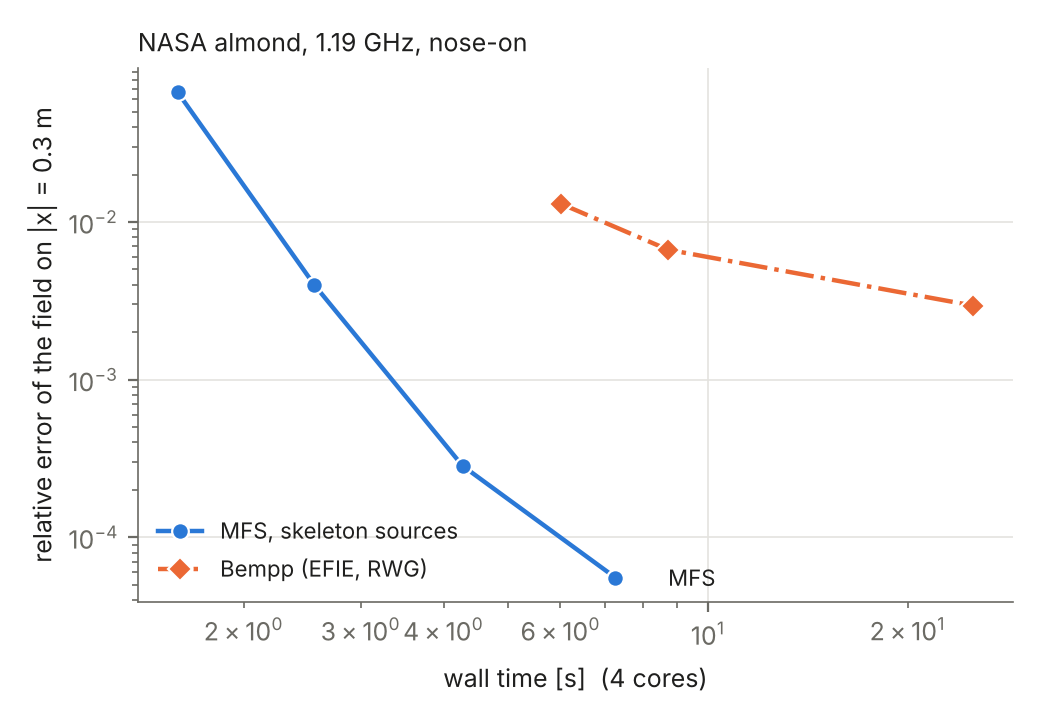 NASA almond, 1.19 GHz, nose-on
relative error of the field on |x| = 0.3 m
10⁻²
10⁻³
10⁻⁴
MFS, skeleton sources
Bempp (EFIE, RWG)
MFS
2 × 10⁰ 3 × 10⁰ 4 × 10⁰ 6 × 10⁰ 10¹ 2 × 10¹
wall time [s] (4 cores)